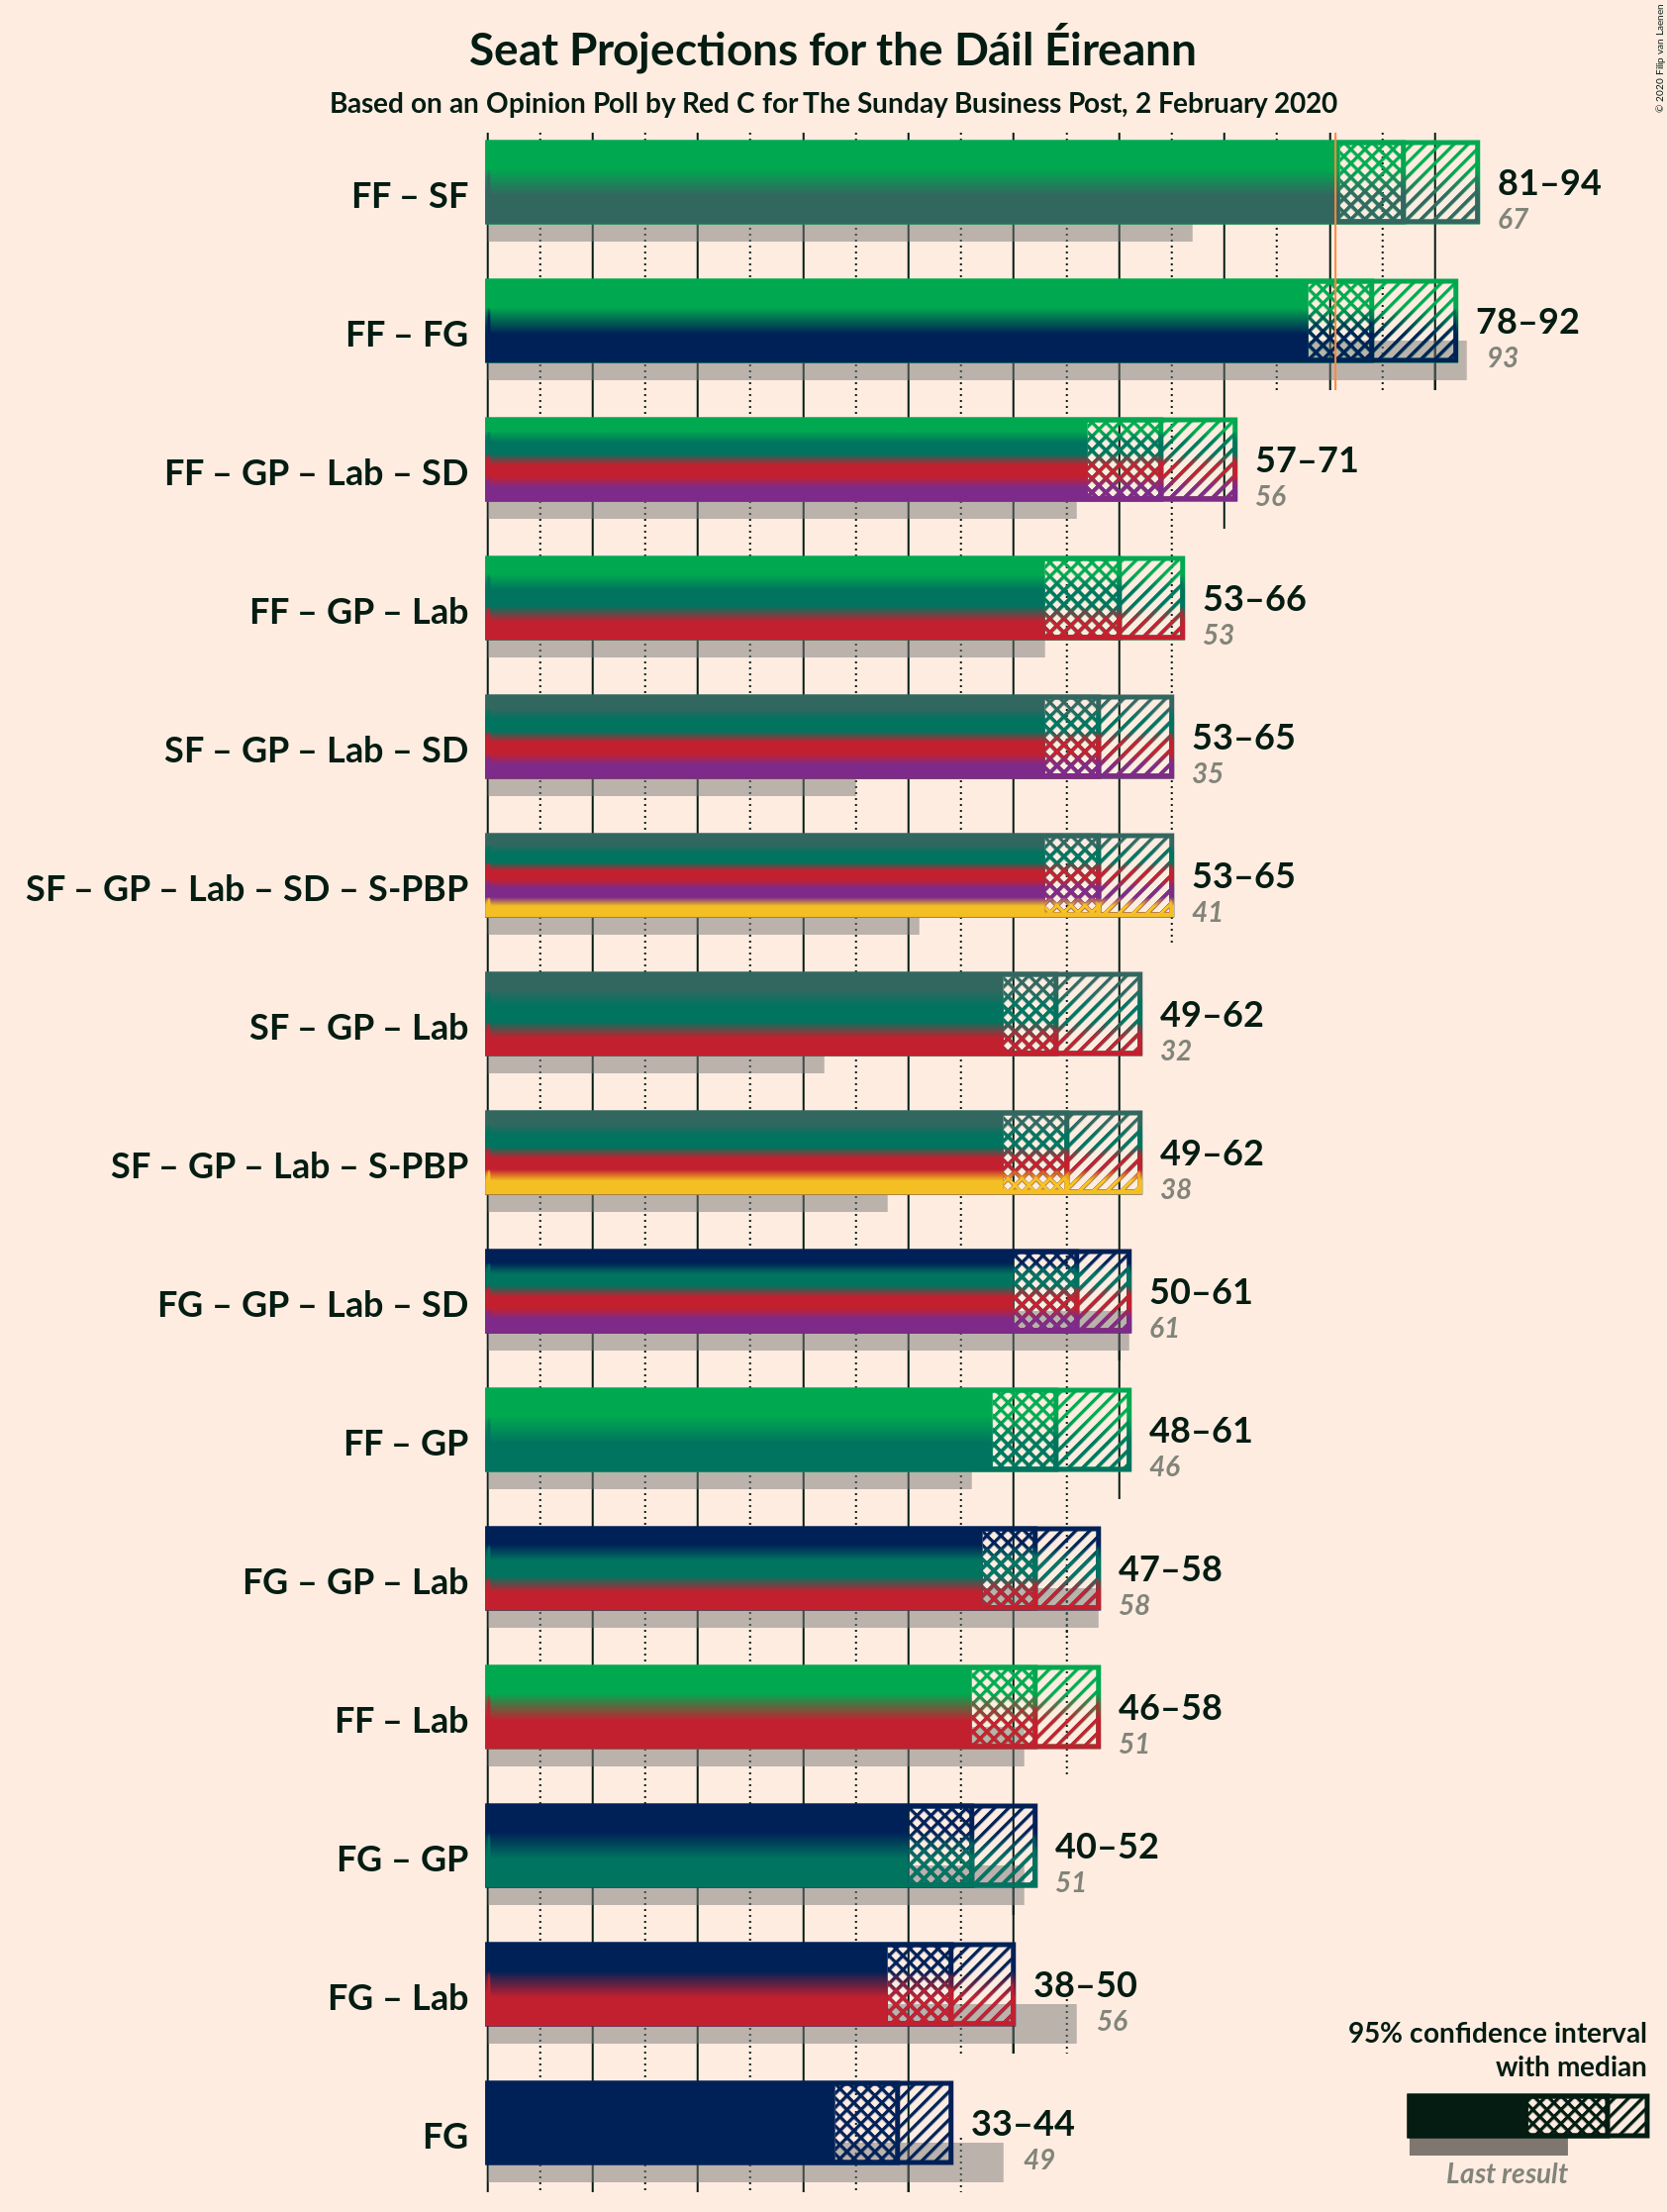 Seat Projections for the Dáil Éireann
Based on an Opinion Poll by Red C for The Sunday Business Post, 2 February 2020
© 2020 Filip van Laenen
FF – SF
81–94
67
FF – FG
78–92
93
FF – GP – Lab – SD
57–71
56
FF – GP – Lab
53–66
53
SF – GP – Lab – SD
53–65
35
SF – GP – Lab – SD – S-PBP
53–65
41
SF – GP – Lab
49–62
32
SF – GP – Lab – S-PBP
49–62
38
FG – GP – Lab – SD
50–61
61
FF – GP
48–61
46
FG – GP – Lab
47–58
58
FF – Lab
46–58
51
FG – GP
40–52
51
FG – Lab
38–50
56
FG
33–44
49
95% confidence interval
with median
Last result